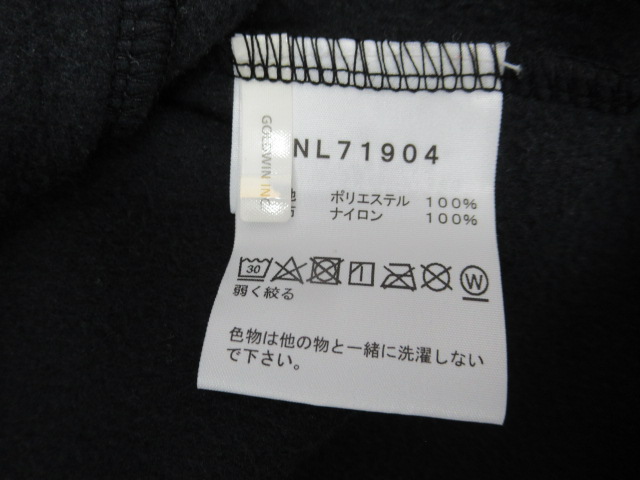 GOLDWIN INC
NL71904
ポリエステル 100%
ナイロン 100%
30
W
弱く絞る
色物は他の物と一緒に洗濯しない
で下さい。